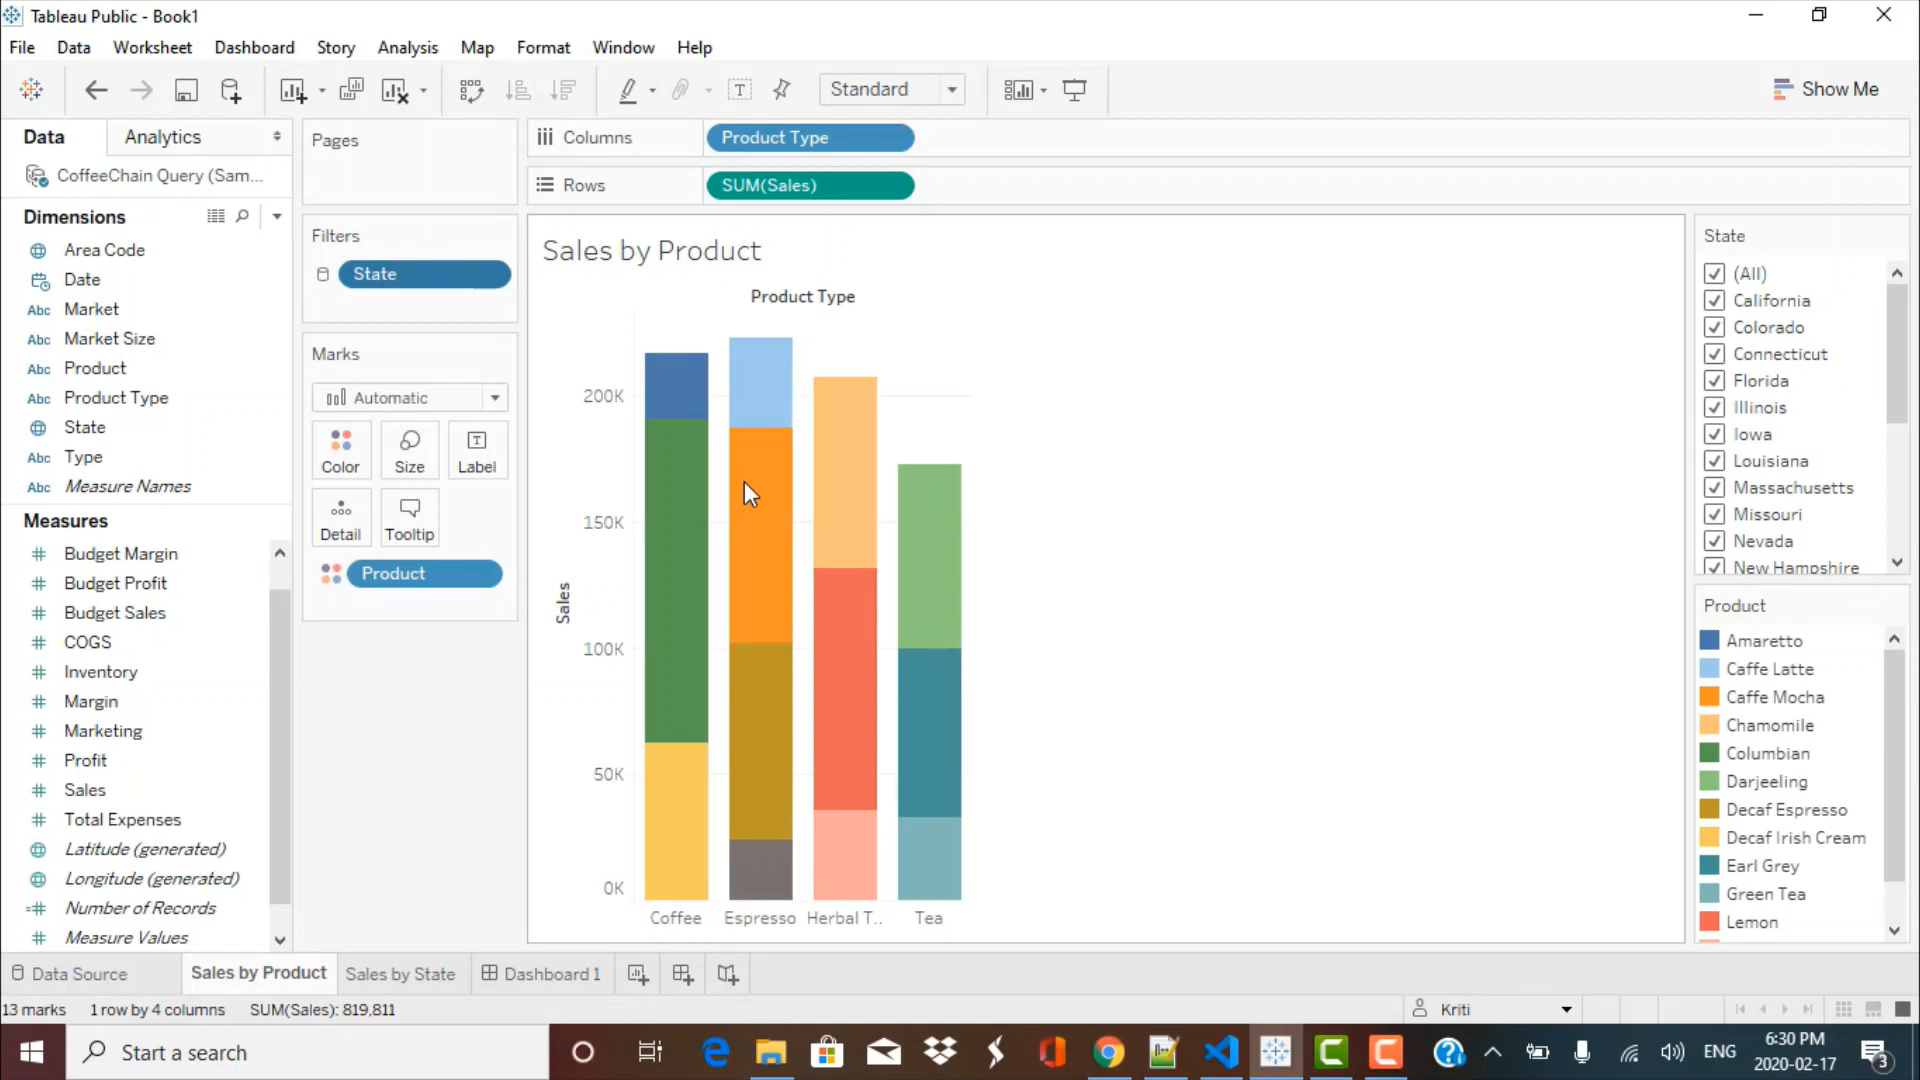 Tableau Public - Book1
File Data Worksheet Dashboard Story Analysis Map Format Window Help
T Standard Show Me
Data Analytics
CoffeeChain Query (Sam...
Dimensions
Area Code
Date
Abc Market
Abc Market Size
Abc Product
Abc Product Type
State
Abc Type
Abc Measure Names
Measures
# Budget Margin
# Budget Profit
# Budget Sales
# COGS
# Inventory
# Margin
# Marketing
# Profit
# Sales
# Total Expenses
Latitude (generated)
Longitude (generated)
=# Number of Records
# Measure Values
Pages
Filters
State
Marks
Automatic
Color Size Label
Detail Tooltip
Product
Columns Product Type
Rows SUM(Sales)
Sales by Product
Product Type
Sales
200K
150K
100K
50K
0K
Coffee Espresso Herbal T.. Tea
State
(All)
California
Colorado
Connecticut
Florida
Illinois
Iowa
Louisiana
Massachusetts
Missouri
Nevada
New Hampshire
Product
Amaretto
Caffe Latte
Caffe Mocha
Chamomile
Columbian
Darjeeling
Decaf Espresso
Decaf Irish Cream
Earl Grey
Green Tea
Lemon
Data Source Sales by Product Sales by State Dashboard 1
13 marks 1 row by 4 columns SUM(Sales): 819,811 Kriti
Start a search ENG 6:30 PM
2020-02-17 3